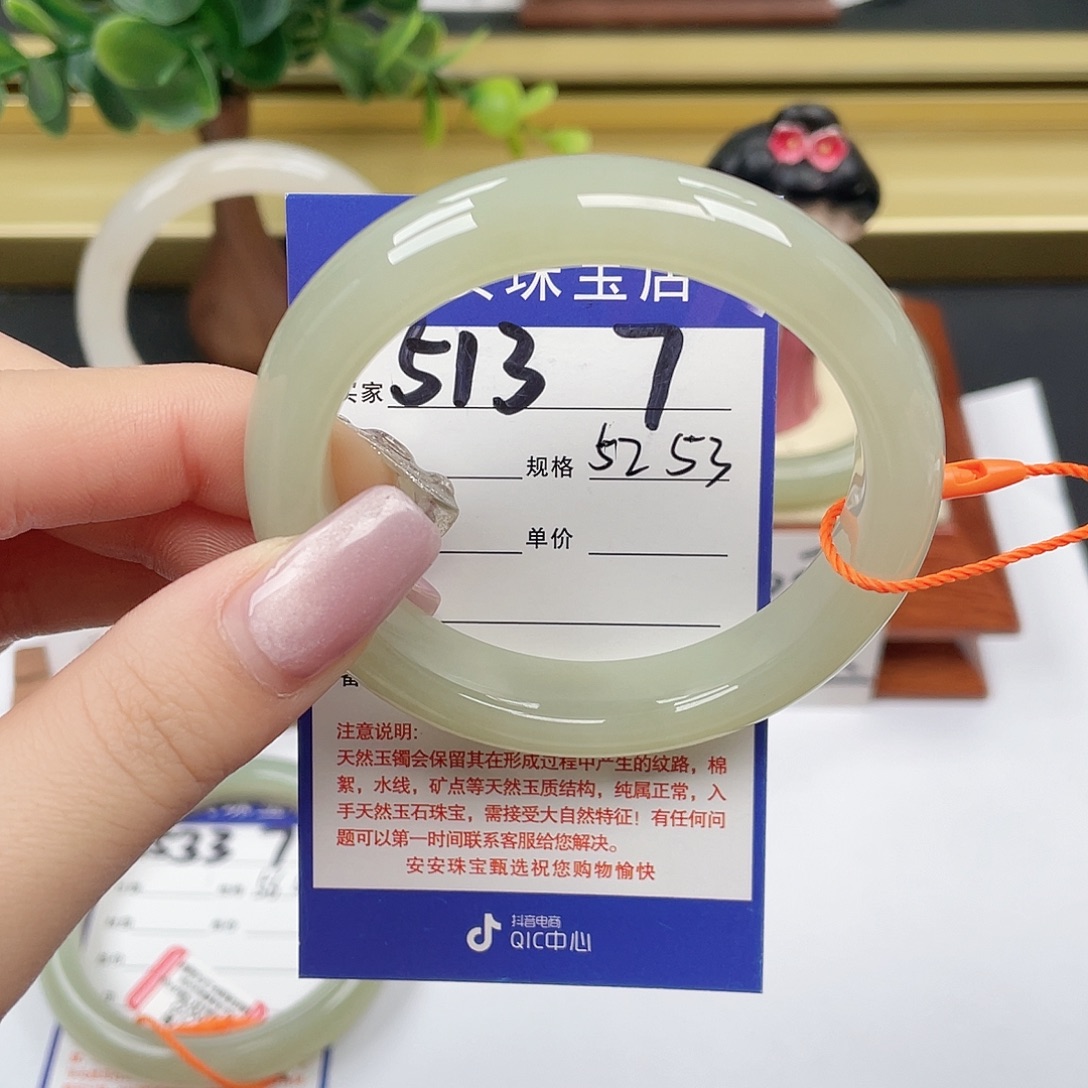 珠宝店
买家 513 7
规格 52 53
单价
备
注意说明:
天然玉镯会保留其在形成过程中产生的纹路，棉
絮，水线，矿点等天然玉质结构，纯属正常，入
手天然玉石珠宝，需接受大自然特征！有任何问
题可以第一时间联系客服给您解决。
安安珠宝甄选祝您购物愉快
抖音电商
QIC中心
533 7